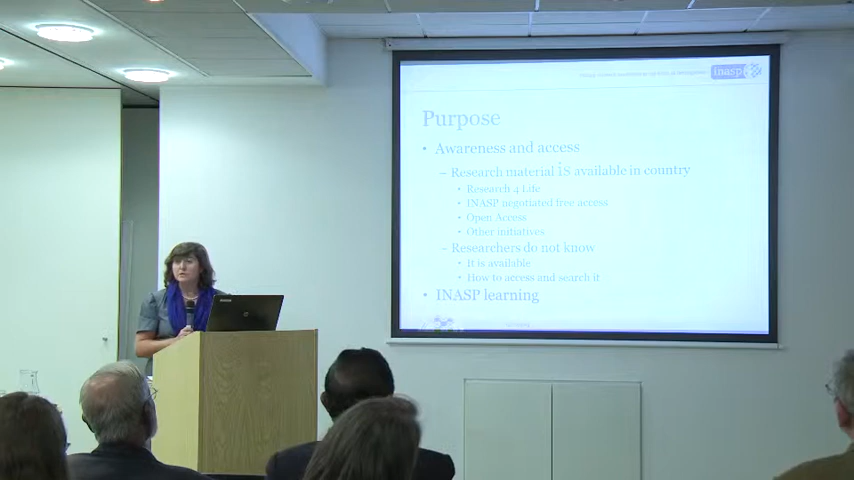 inasp
Purpose
• Awareness and access
– Research material is available in country
• Research 4 Life
• INASP negotiated free access
• Open Access
• Other initiatives
– Researchers do not know
• It is available
• How to access and search it
• INASP learning